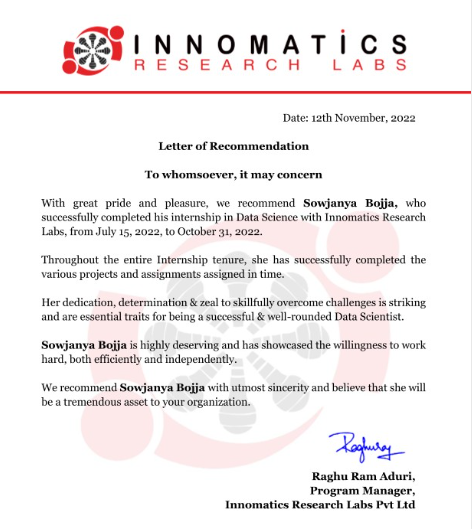 INNOMATICS
RESEARCH LABS
Date: 12th November, 2022
Letter of Recommendation
To whomsoever, it may concern
With great pride and pleasure, we recommend Sowjanya Bojja, who
successfully completed his internship in Data Science with Innomatics Research
Labs, from July 15, 2022, to October 31, 2022.
Throughout the entire Internship tenure, she has successfully completed the
various projects and assignments assigned in time.
Her dedication, determination & zeal to skillfully overcome challenges is striking
and are essential traits for being a successful & well-rounded Data Scientist.
Sowjanya Bojja is highly deserving and has showcased the willingness to work
hard, both efficiently and independently.
We recommend Sowjanya Bojja with utmost sincerity and believe that she will
be a tremendous asset to your organization.
Raghuraj
Raghu Ram Aduri,
Program Manager,
Innomatics Research Labs Pvt Ltd